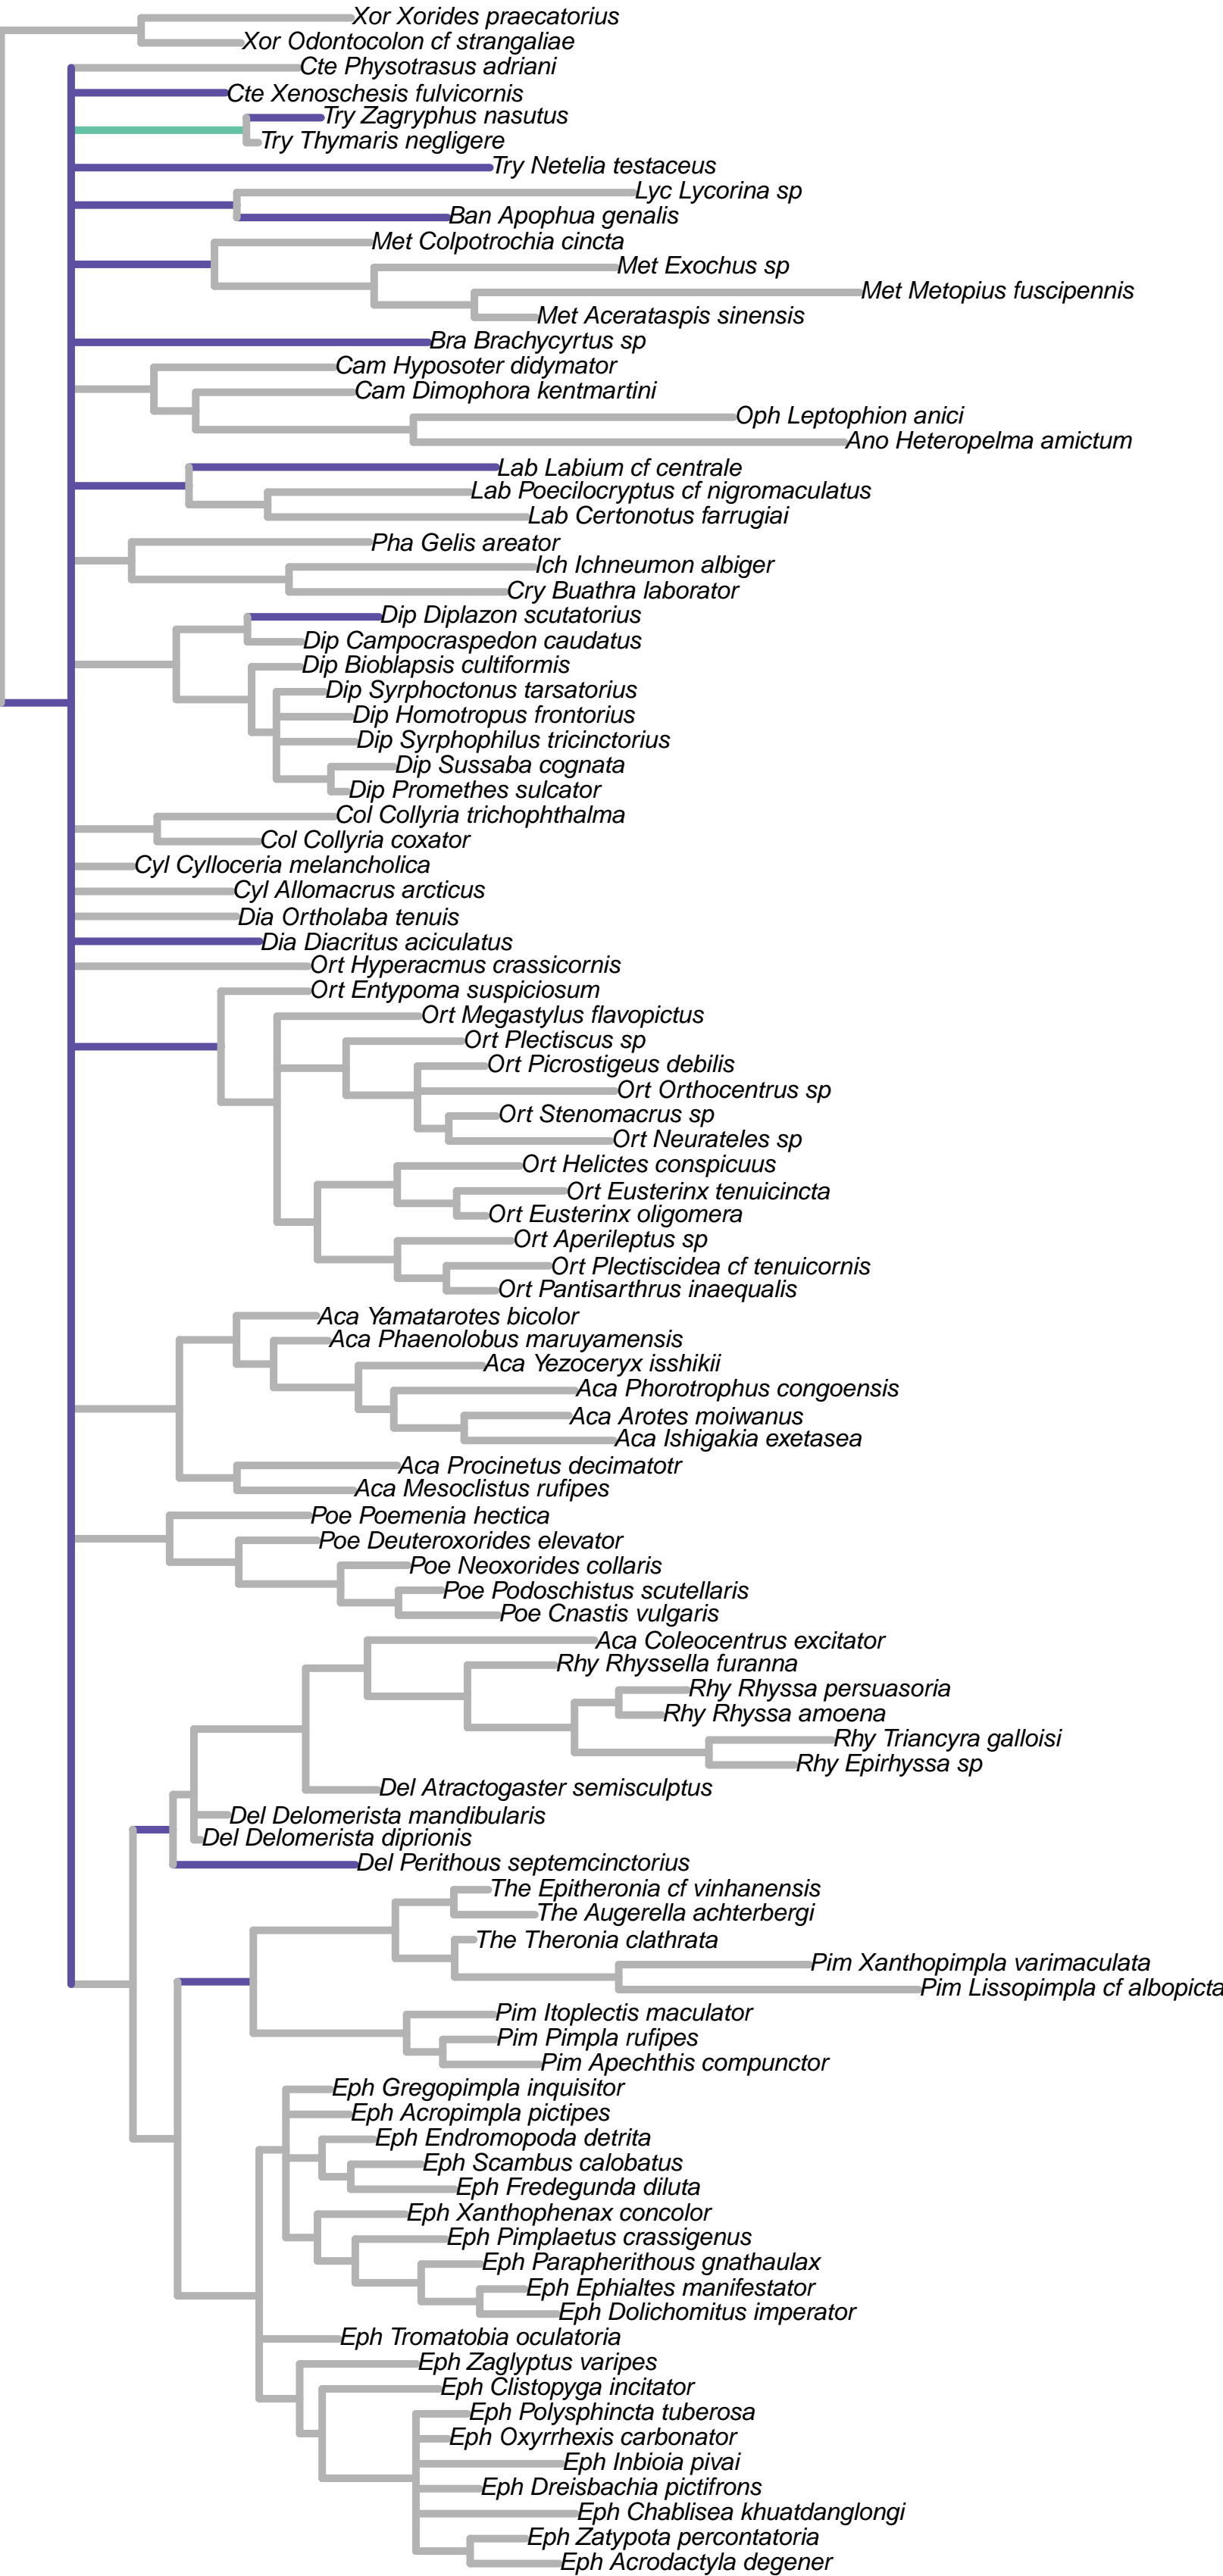 Xor Xorides praecatorius
Xor Odontocolon cf strangaliae
Cte Physotrasus adriani
Cte Xenoschesis fulvicornis
Try Zagryphus nasutus
Try Thymaris negligere
Try Netelia testaceus
Lyc Lycorina sp
Ban Apophua genalis
Met Colpotrochia cincta
Met Exochus sp
Met Metopius fuscipennis
Met Acerataspis sinensis
Bra Brachycyrtus sp
Cam Hyposoter didymator
Cam Dimophora kentmartini
Oph Leptophion anici
Ano Heteropelma amictum
Lab Labium cf centrale
Lab Poecilocryptus cf nigromaculatus
Lab Certonotus farrugiai
Pha Gelis areator
Ich Ichneumon albiger
Cry Buathra laborator
Dip Diplazon scutatorius
Dip Campocraspedon caudatus
Dip Bioblapsis cultiformis
Dip Syrphoctonus tarsatorius
Dip Homotropus frontorius
Dip Syrphophilus tricinctorius
Dip Sussaba cognata
Dip Promethes sulcator
Col Collyria trichophthalma
Col Collyria coxator
Cyl Cylloceria melancholica
Cyl Allomacrus arcticus
Dia Ortholaba tenuis
Dia Diacritus aciculatus
Ort Hyperacmus crassicornis
Ort Entypoma suspiciosum
Ort Megastylus flavopictus
Ort Plectiscus sp
Ort Picrostigeus debilis
Ort Orthocentrus sp
Ort Stenomacrus sp
Ort Neurateles sp
Ort Helictes conspicuus
Ort Eusterinx tenuicincta
Ort Eusterinx oligomera
Ort Aperileptus sp
Ort Plectiscidea cf tenuicornis
Ort Pantisarthrus inaequalis
Aca Yamatarotes bicolor
Aca Phaenolobus maruyamensis
Aca Yezoceryx isshikii
Aca Phorotrophus congoensis
Aca Arotes moiwanus
Aca Ishigakia exetasea
Aca Procinetus decimatotr
Aca Mesoclistus rufipes
Poe Poemenia hectica
Poe Deuteroxorides elevator
Poe Neoxorides collaris
Poe Podoschistus scutellaris
Poe Cnastis vulgaris
Aca Coleocentrus excitator
Rhy Rhyssella furanna
Rhy Rhyssa persuasoria
Rhy Rhyssa amoena
Rhy Triancyra galloisi
Rhy Epirhyssa sp
Del Atractogaster semisculptus
Del Delomerista mandibularis
Del Delomerista diprionis
Del Perithous septemcinctorius
The Epitheronia cf vinhanensis
The Augerella achterbergi
The Theronia clathrata
Pim Xanthopimpla varimaculata
Pim Lissopimpla cf albopicta
Pim Itoplectis maculator
Pim Pimpla rufipes
Pim Apechthis compunctor
Eph Gregopimpla inquisitor
Eph Acropimpla pictipes
Eph Endromopoda detrita
Eph Scambus calobatus
Eph Fredegunda diluta
Eph Xanthophenax concolor
Eph Pimplaetus crassigenus
Eph Parapherithous gnathaulax
Eph Ephialtes manifestator
Eph Dolichomitus imperator
Eph Tromatobia oculatoria
Eph Zaglyptus varipes
Eph Clistopyga incitator
Eph Polysphincta tuberosa
Eph Oxyrrhexis carbonator
Eph Inbioia pivai
Eph Dreisbachia pictifrons
Eph Chablisea khuatdanglongi
Eph Zatypota percontatoria
Eph Acrodactyla degener